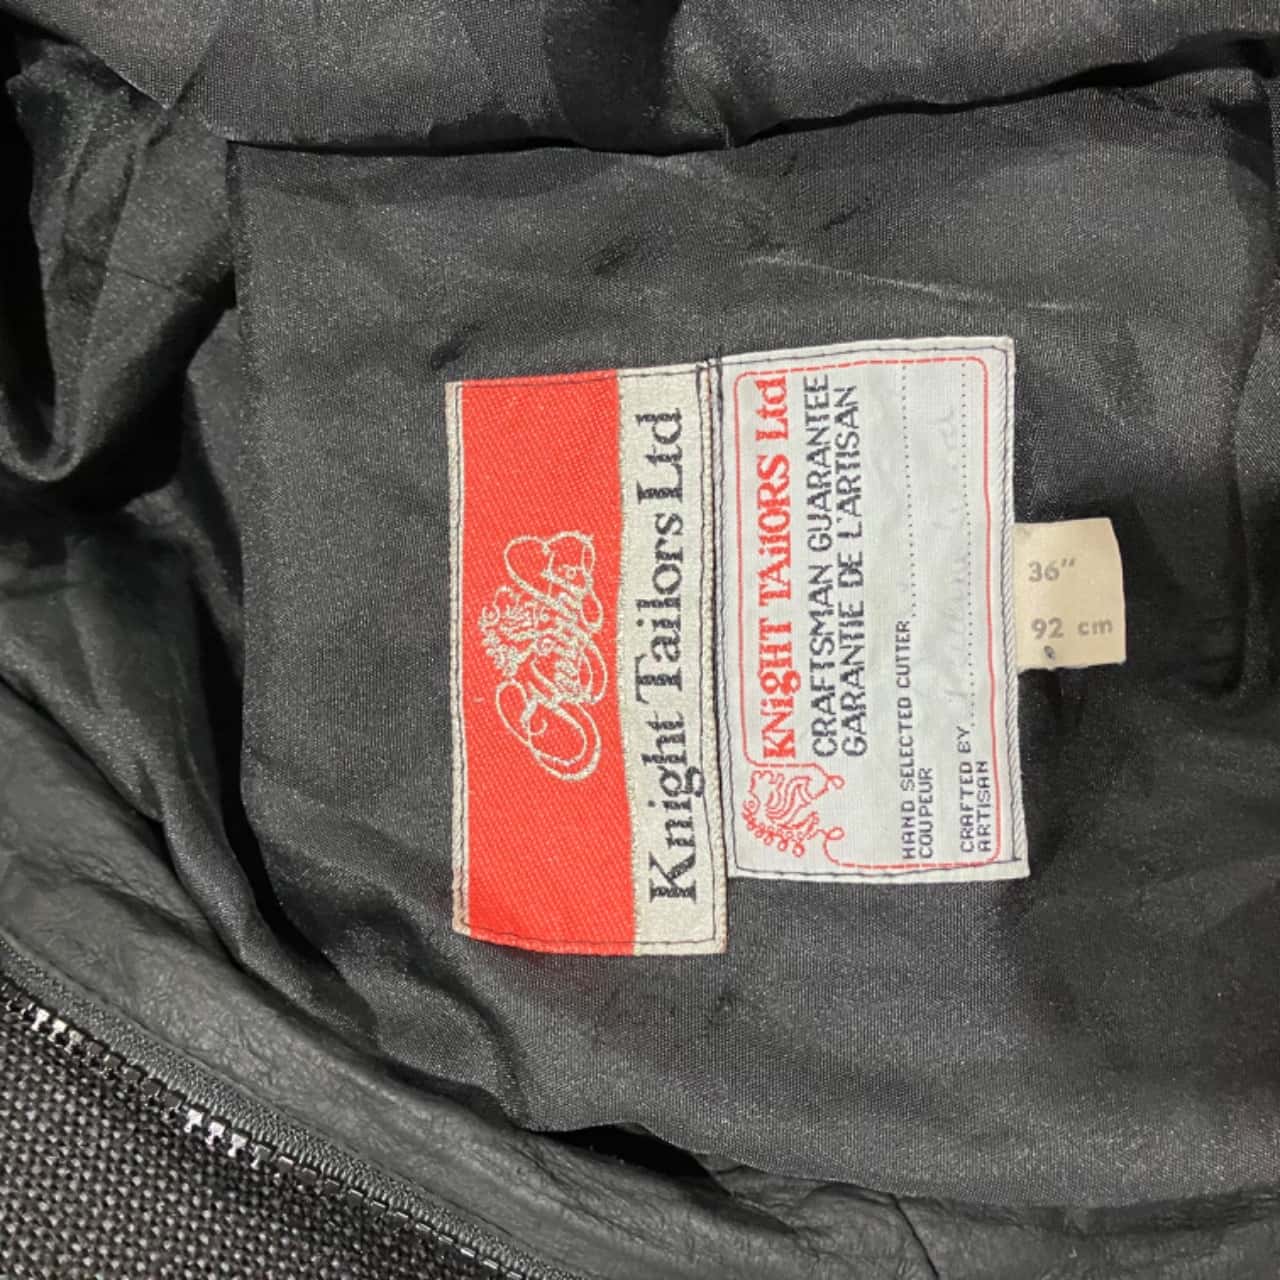 Knight
Knight Tailors Ltd
KNiGHT TAiLORS Ltd
CRAFTSMAN GUARANTEE
GARANTIE DE L'ARTISAN
HAND SELECTED CUTTER
COUPEUR
CRAFTED BY
ARTISAN
36"
92 cm